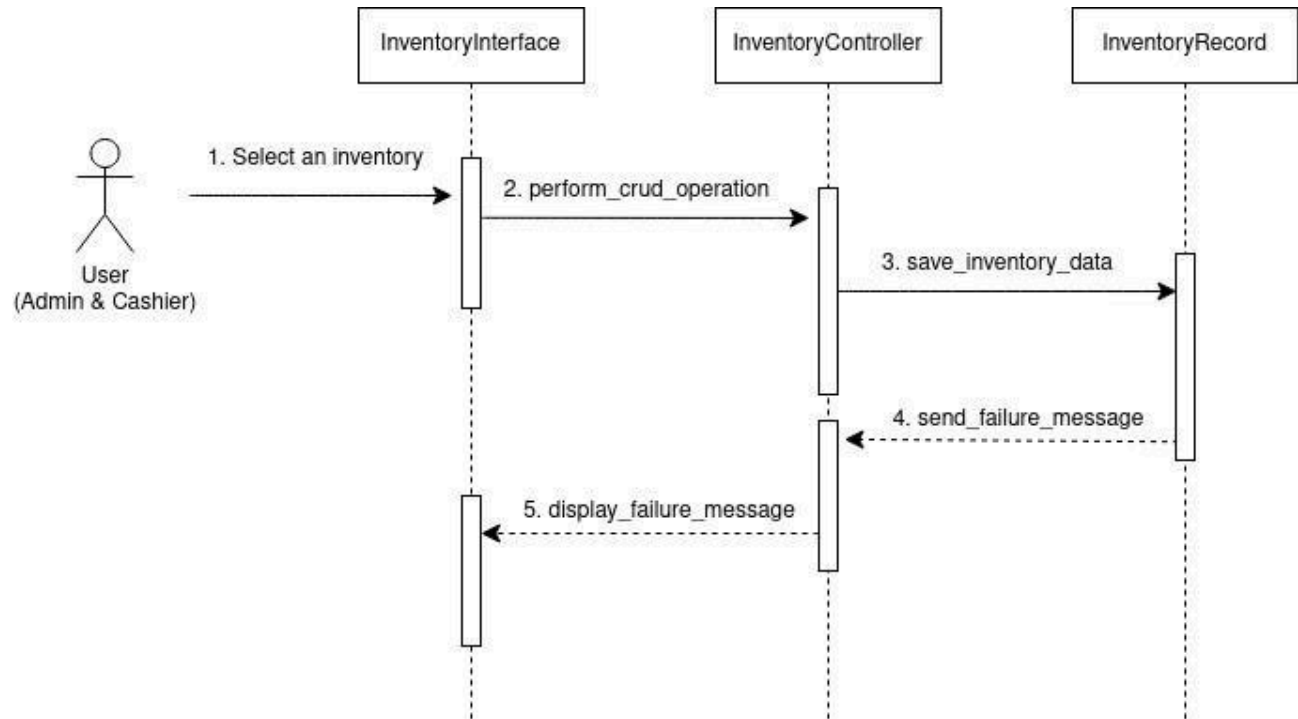 InventoryInterface
InventoryController
InventoryRecord
1. Select an inventory
2. perform_crud_operation
3. save_inventory_data
User
(Admin & Cashier)
4. send_failure_message
5. display_failure_message